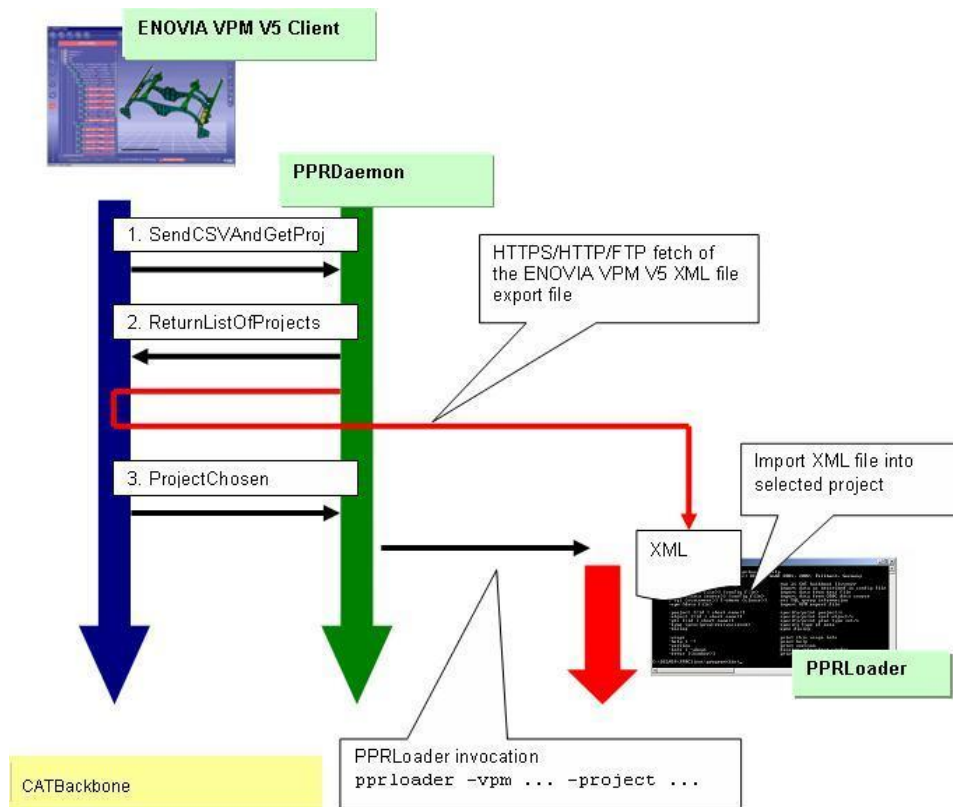 ENOVIA VPM V5 Client
PPRDaemon
1. SendCSVAndGetProj
HTTPS/HTTP/FTP fetch of
the ENOVIA VPM V5 XML file
export file
2. ReturnListOfProjects
3. ProjectChosen
Import XML file into
selected project
XML
PPRLoader
PPRLoader invocation
pprloader -vpm ... -project ...
CATBackbone